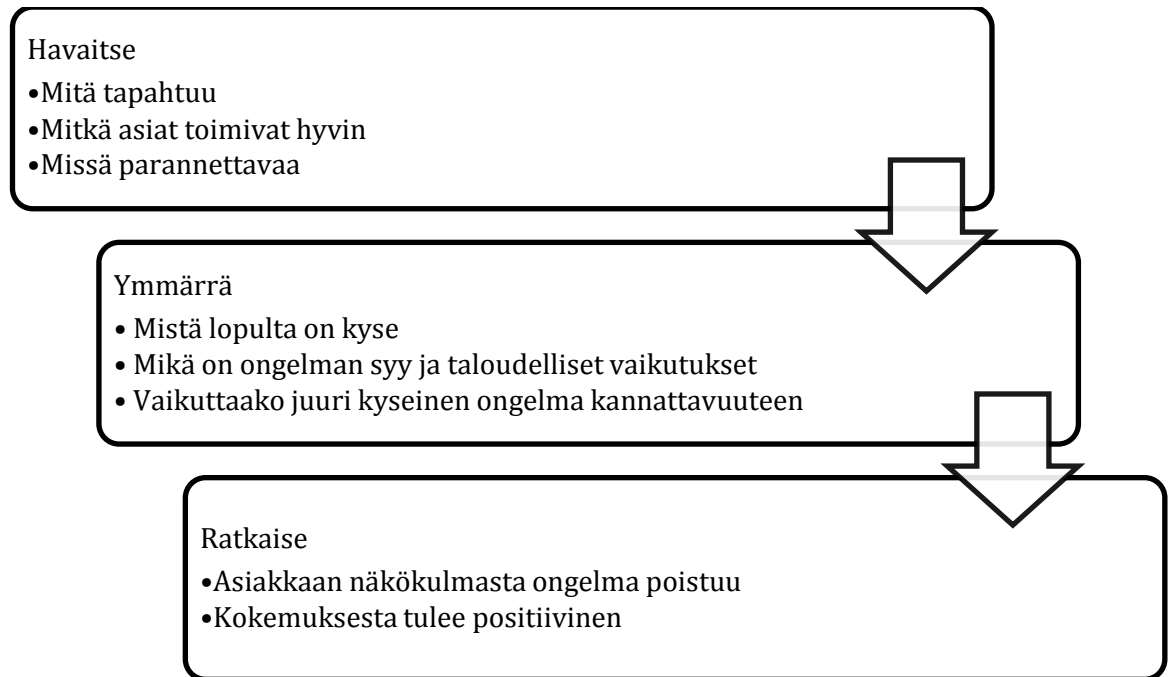 Havaitse
•Mitä tapahtuu
•Mitkä asiat toimivat hyvin
•Missä parannettavaa
Ymmärrä
• Mistä lopulta on kyse
• Mikä on ongelman syy ja taloudelliset vaikutukset
• Vaikuttaako juuri kyseinen ongelma kannattavuuteen
Ratkaise
•Asiakkaan näkökulmasta ongelma poistuu
•Kokemuksesta tulee positiivinen